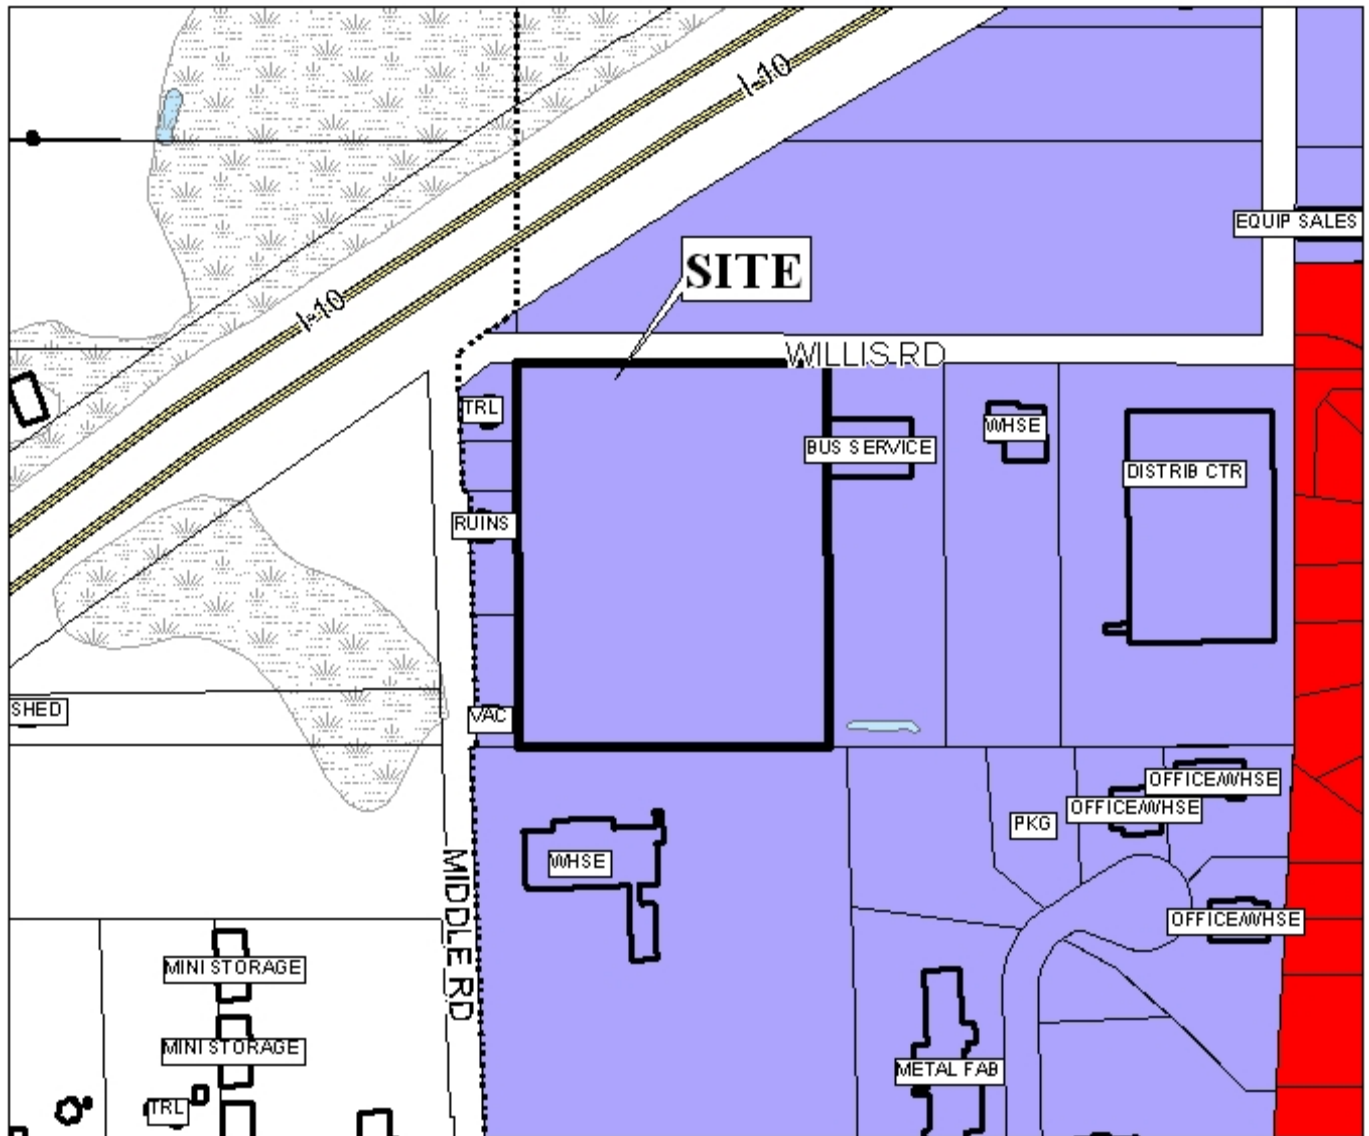 I-10
EQUIP SALES
SITE
I-10
WILLIS RD
TRL
WHSE
BUS SERVICE
DISTRIB CTR
RUINS
SHED
VAC
OFFICE/WHSE
OFFICE/WHSE
PKG
WHSE
MIDDLE RD
OFFICE/WHSE
MINI STORAGE
MINI STORAGE
METAL FAB
TRL